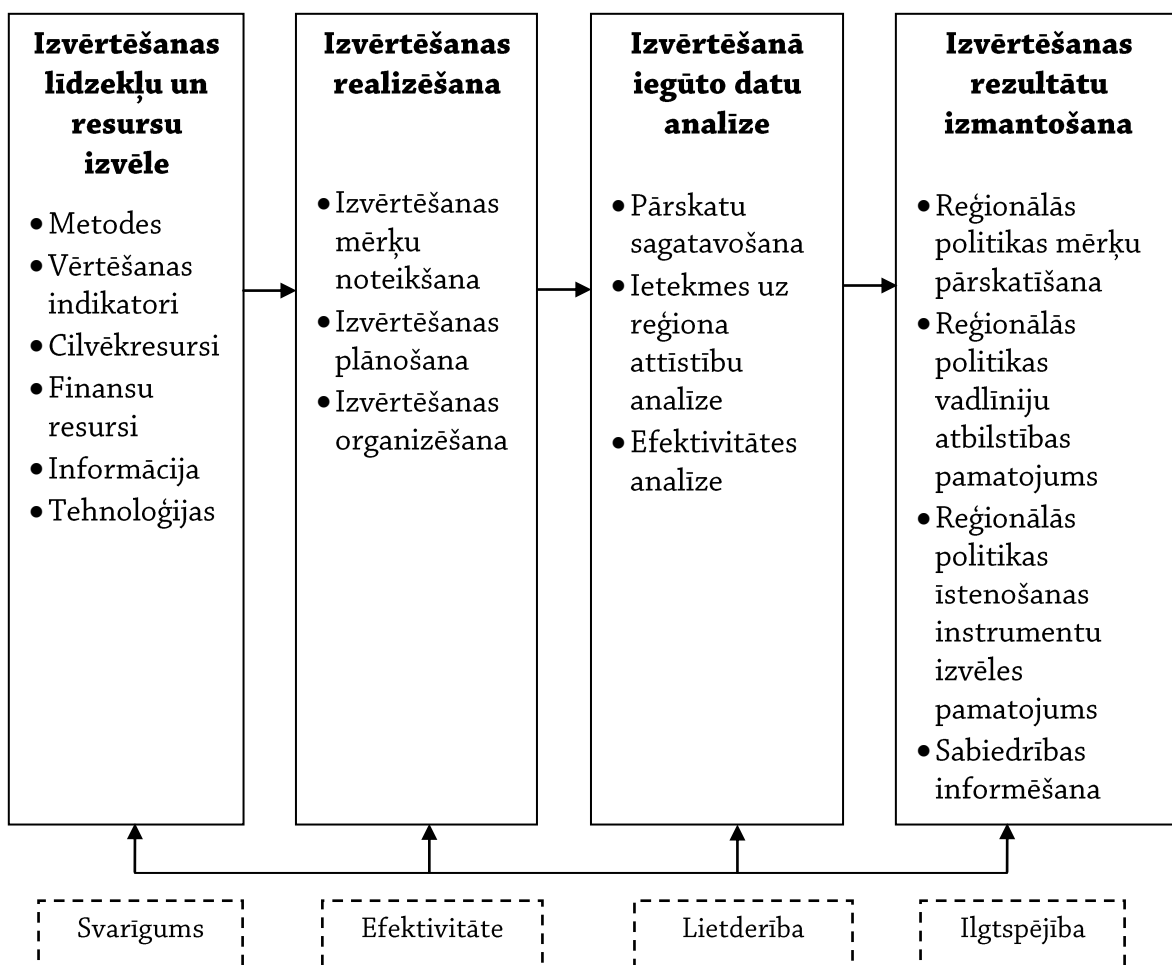 Izvērtēšanas
līdzekļu un
resursu
izvēle
• Metodes
• Vērtēšanas
indikatori
• Cilvēkresursi
• Finansu
resursi
• Informācija
• Tehnoloģijas
Izvērtēšanas
realizēšana
• Izvērtēšanas
mērķu
noteikšana
• Izvērtēšanas
plānošana
• Izvērtēšanas
organizēšana
Izvērtēšanā
iegūto datu
analīze
• Pārskatu
sagatavošana
• Ietekmes uz
reģiona
attīstību
analīze
• Efektivitātes
analīze
Izvērtēšanas
rezultātu
izmantošana
• Reģionālās
politikas mērķu
pārskatīšana
• Reģionālās
politikas
vadlīniju
atbilstības
pamatojums
• Reģionālās
politikas
īstenošanas
instrumentu
izvēles
pamatojums
• Sabiedrības
informēšana
Svarīgums
Efektivitāte
Lietderība
Ilgtspējība